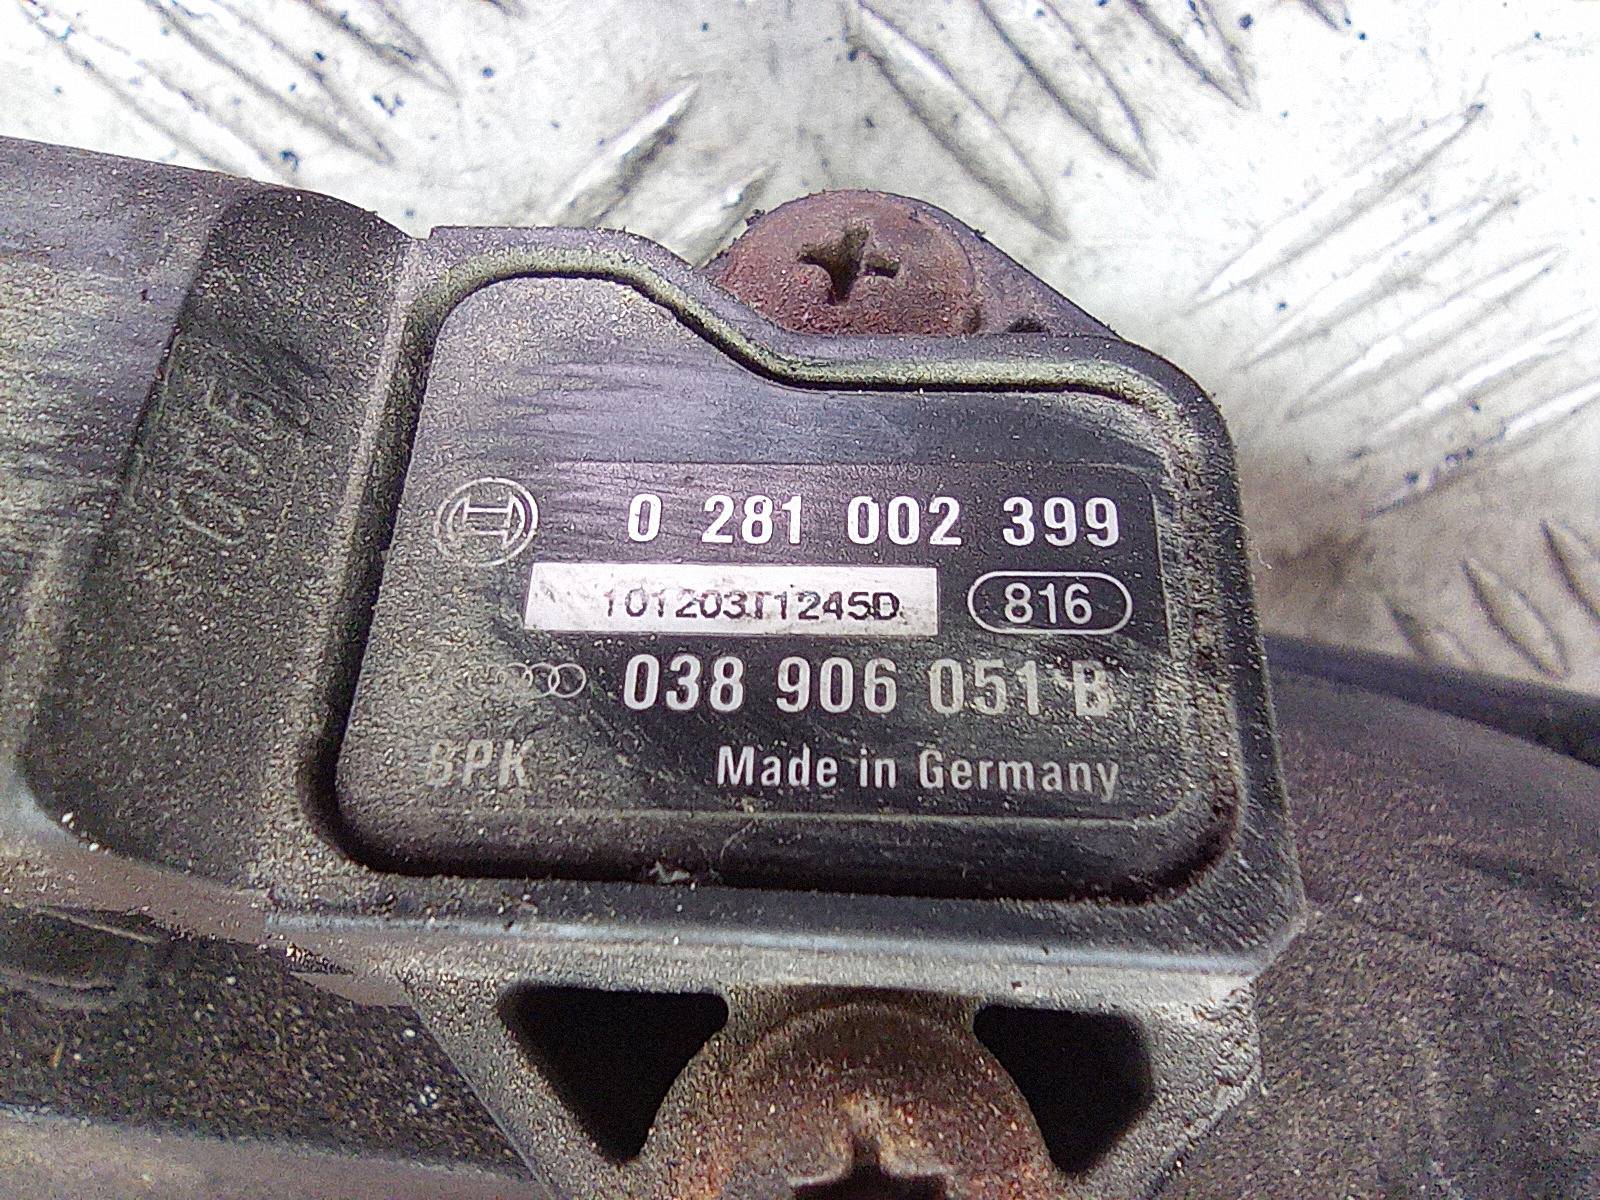 0 281 002 399
101203T1245D
816
038 906 051 B
BPK
Made in Germany